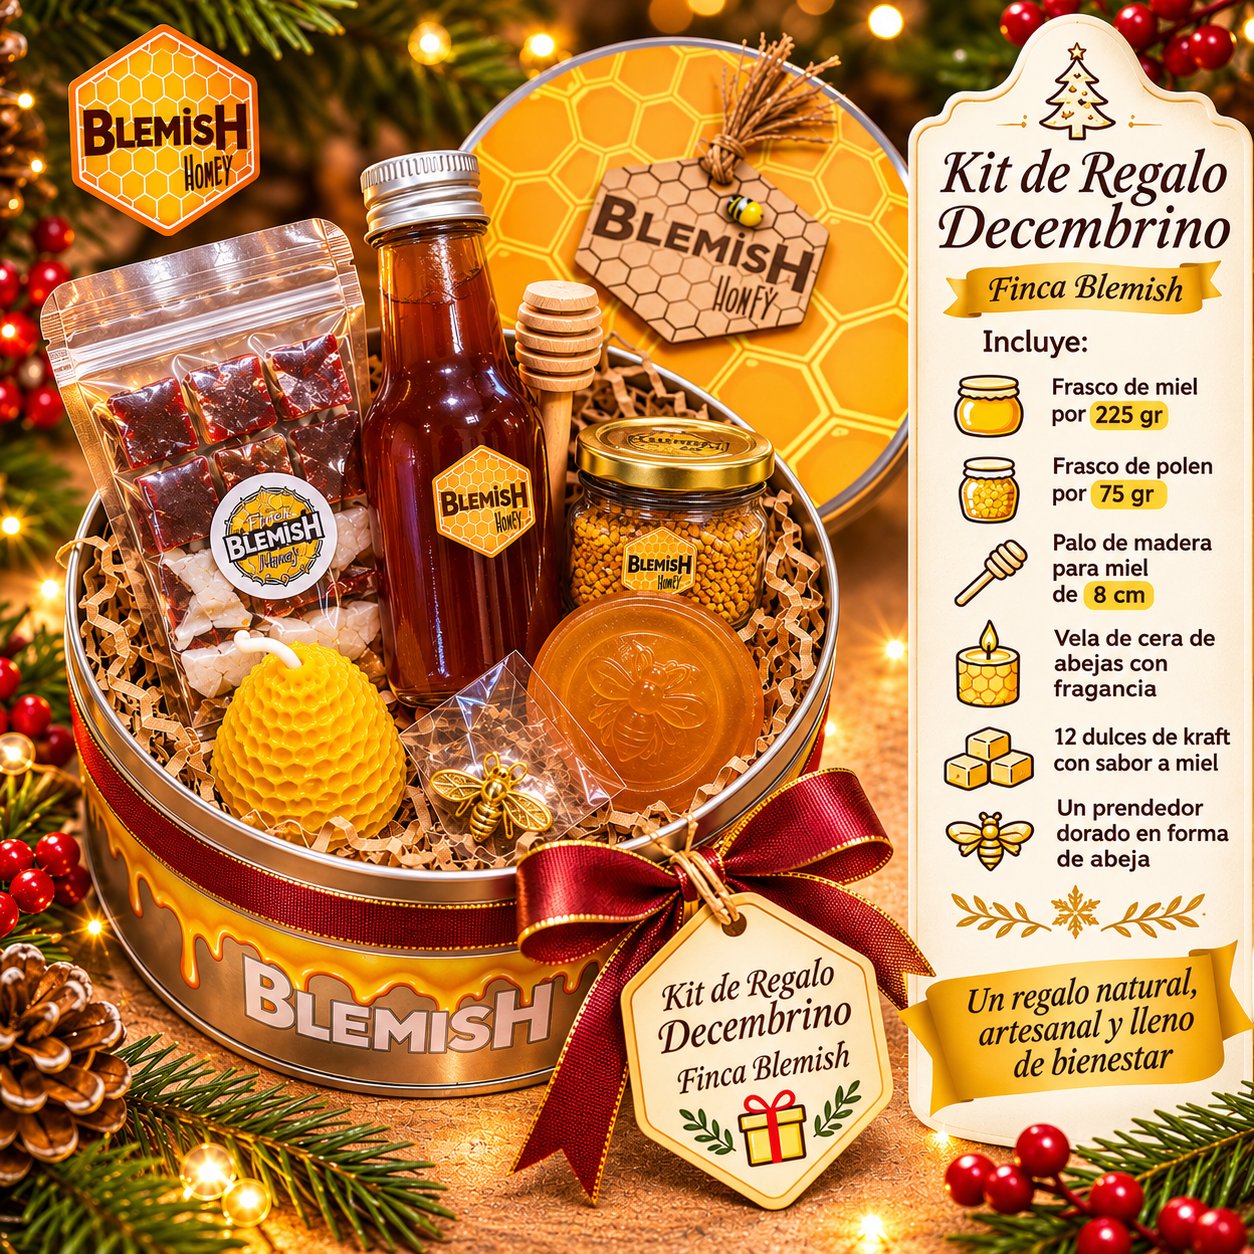 BLEMISH
HONEY
BLEMISH
HONEY
BLEMISH
HONEY
BLEMISH
BLEMISH
HONEY
BLEMISH
Kit de Regalo
Decembrino
Finca Blemish
Kit de Regalo
Decembrino
Finca Blemish
Incluye:
Frasco de miel
por 225 gr
Frasco de polen
por 75 gr
Palo de madera
para miel
de 8 cm
Vela de cera de
abejas con
fragancia
12 dulces de kraft
con sabor a miel
Un prendedor
dorado en forma
de abeja
Un regalo natural,
artesanal y lleno
de bienestar